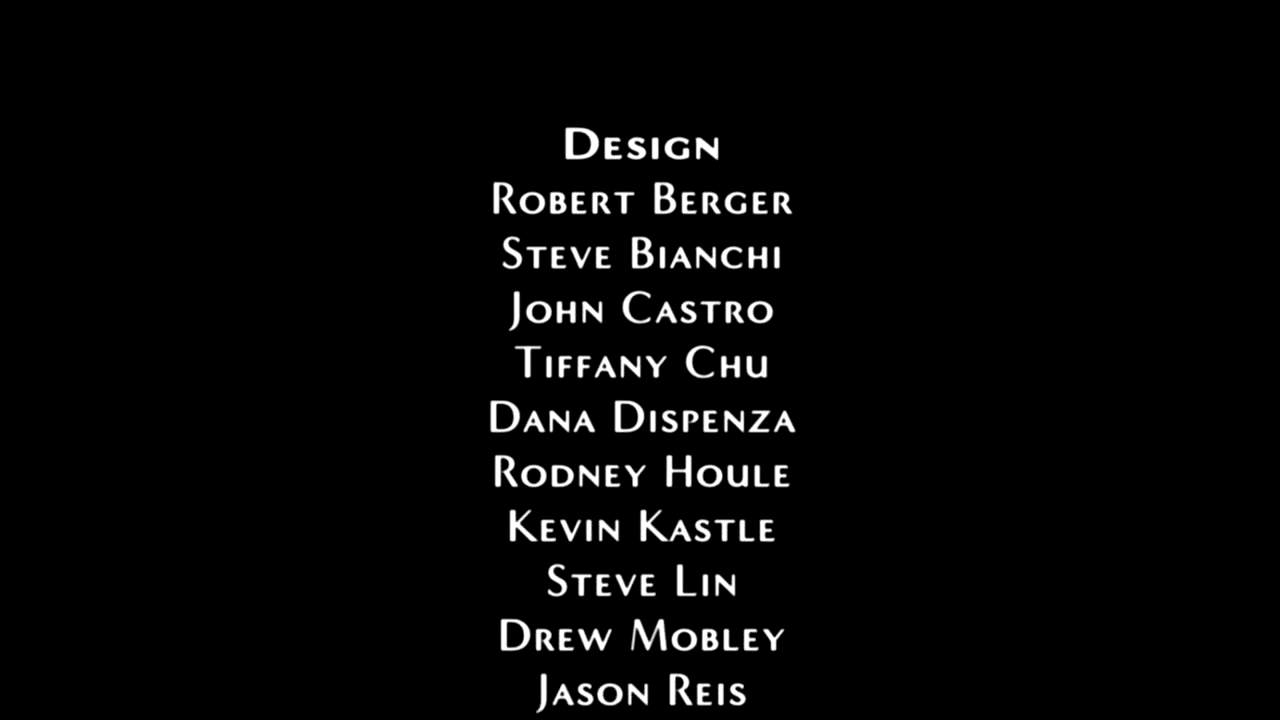 Design
Robert Berger
Steve Bianchi
John Castro
Tiffany Chu
Dana Dispenza
Rodney Houle
Kevin Kastle
Steve Lin
Drew Mobley
Jason Reis